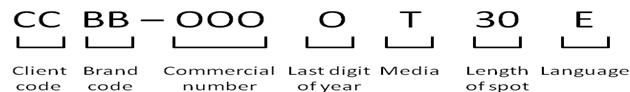 CC BB – OOO O T 30 E
Client Brand Commercial Last digit Media Length Language
code code number of year of spot